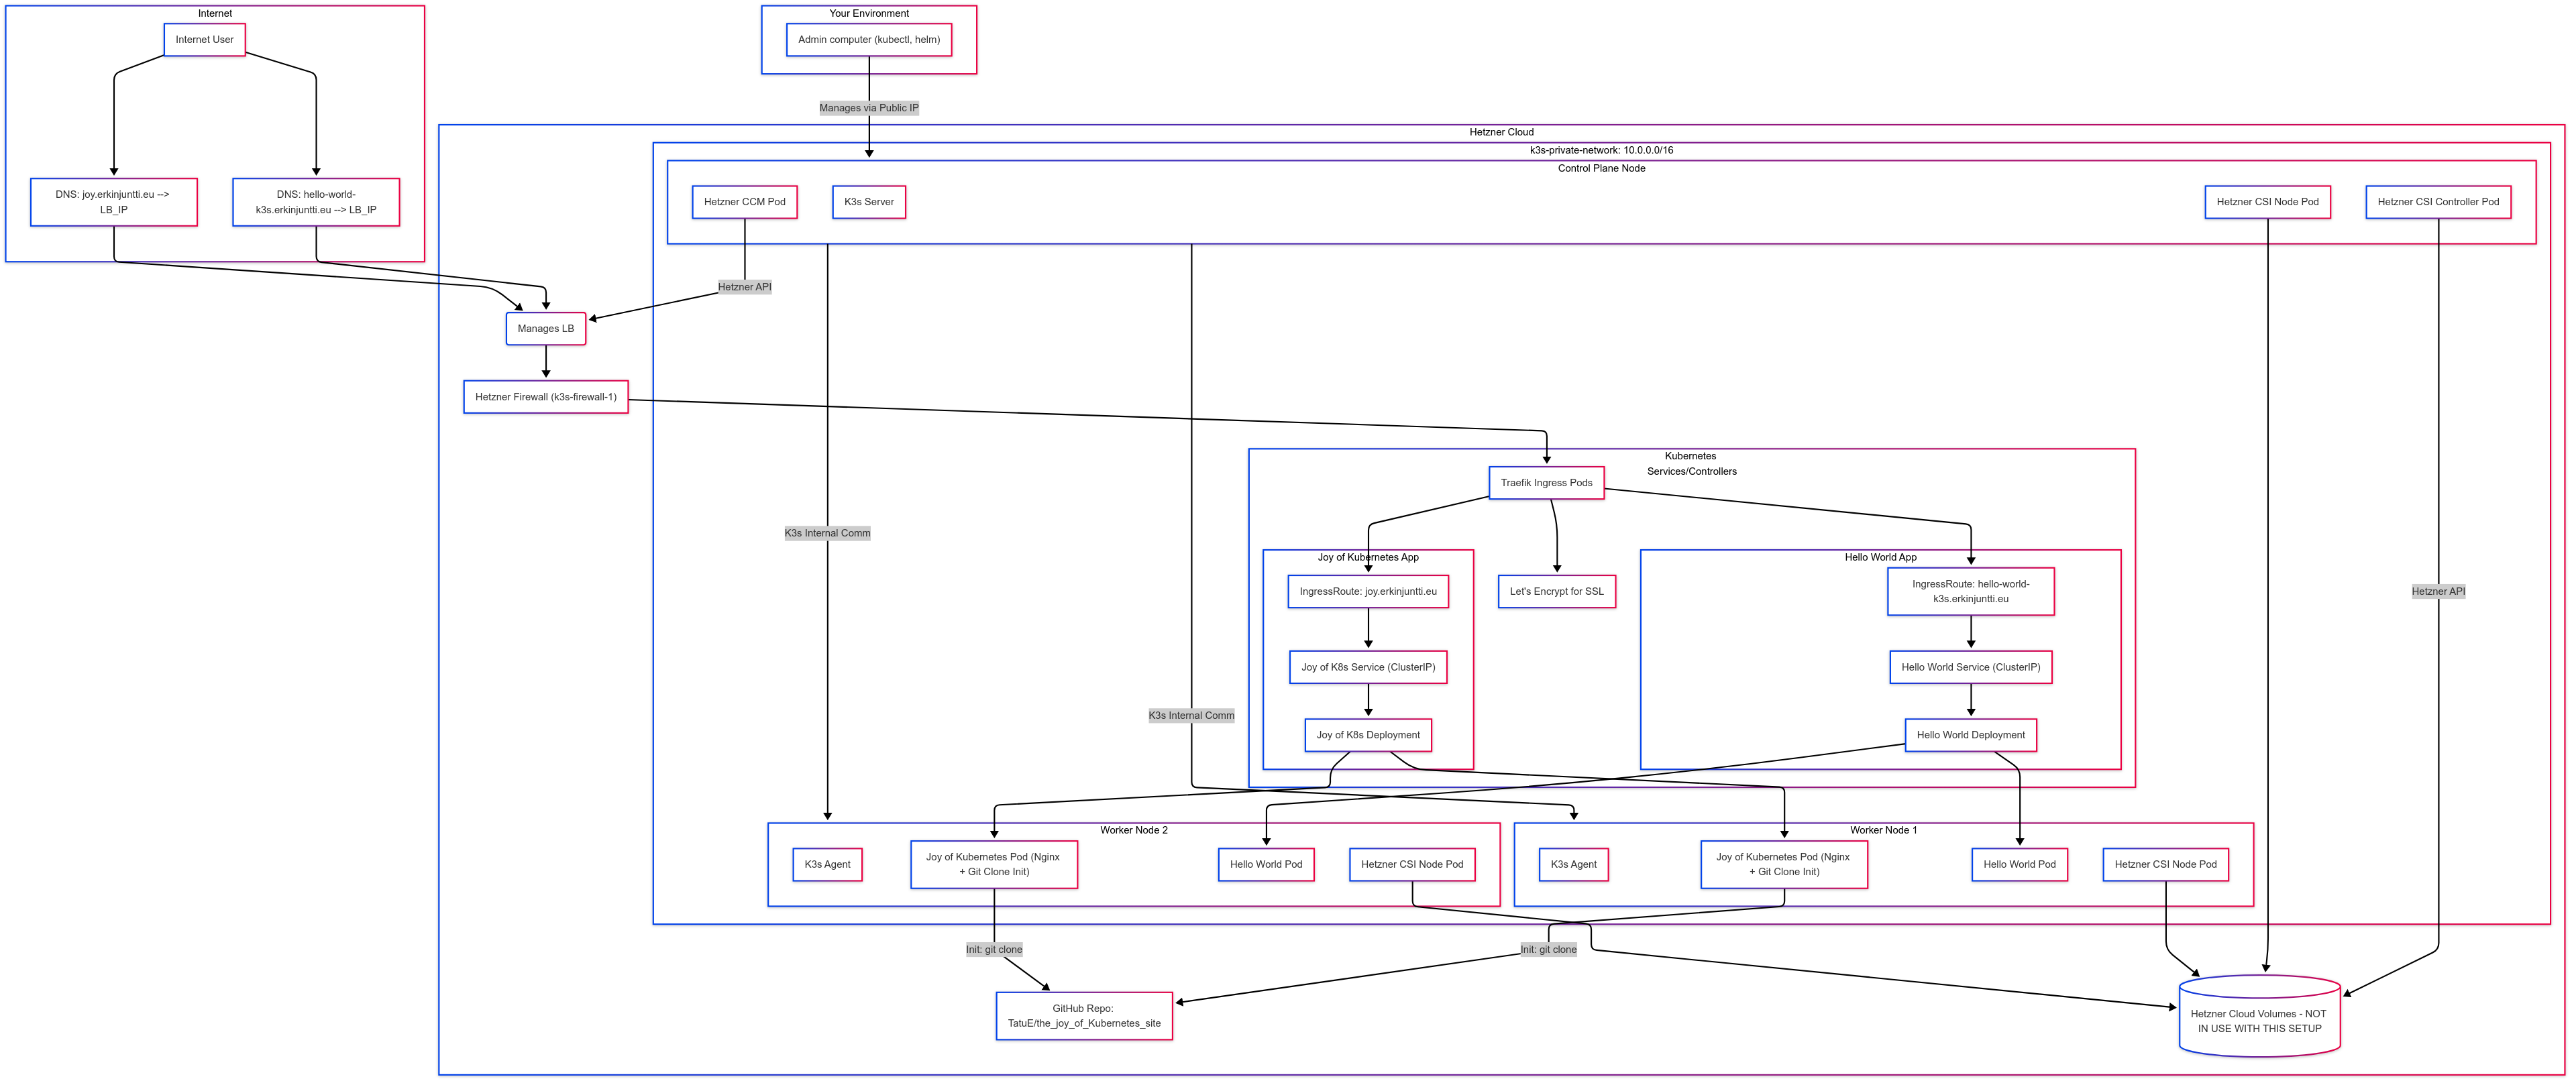 Internet
Internet User
DNS: joy.erkinjuntti.eu -->
LB_IP
DNS: hello-world-
k3s.erkinjuntti.eu --> LB_IP
Your Environment
Admin computer (kubectl, helm)
Manages via Public IP
Hetzner Cloud
k3s-private-network: 10.0.0.0/16
Control Plane Node
Hetzner CCM Pod
K3s Server
Hetzner CSI Node Pod
Hetzner CSI Controller Pod
Hetzner API
Manages LB
Hetzner Firewall (k3s-firewall-1)
Kubernetes
Services/Controllers
Traefik Ingress Pods
K3s Internal Comm
Joy of Kubernetes App
IngressRoute: joy.erkinjuntti.eu
Let's Encrypt for SSL
Hello World App
IngressRoute: hello-world-
k3s.erkinjuntti.eu
Hetzner API
Joy of K8s Service (ClusterIP)
Hello World Service (ClusterIP)
K3s Internal Comm
Joy of K8s Deployment
Hello World Deployment
Worker Node 2
K3s Agent
Joy of Kubernetes Pod (Nginx
+ Git Clone Init)
Hello World Pod
Hetzner CSI Node Pod
Worker Node 1
K3s Agent
Joy of Kubernetes Pod (Nginx
+ Git Clone Init)
Hello World Pod
Hetzner CSI Node Pod
Init: git clone
Init: git clone
GitHub Repo:
TatuE/the_joy_of_Kubernetes_site
Hetzner Cloud Volumes - NOT
IN USE WITH THIS SETUP